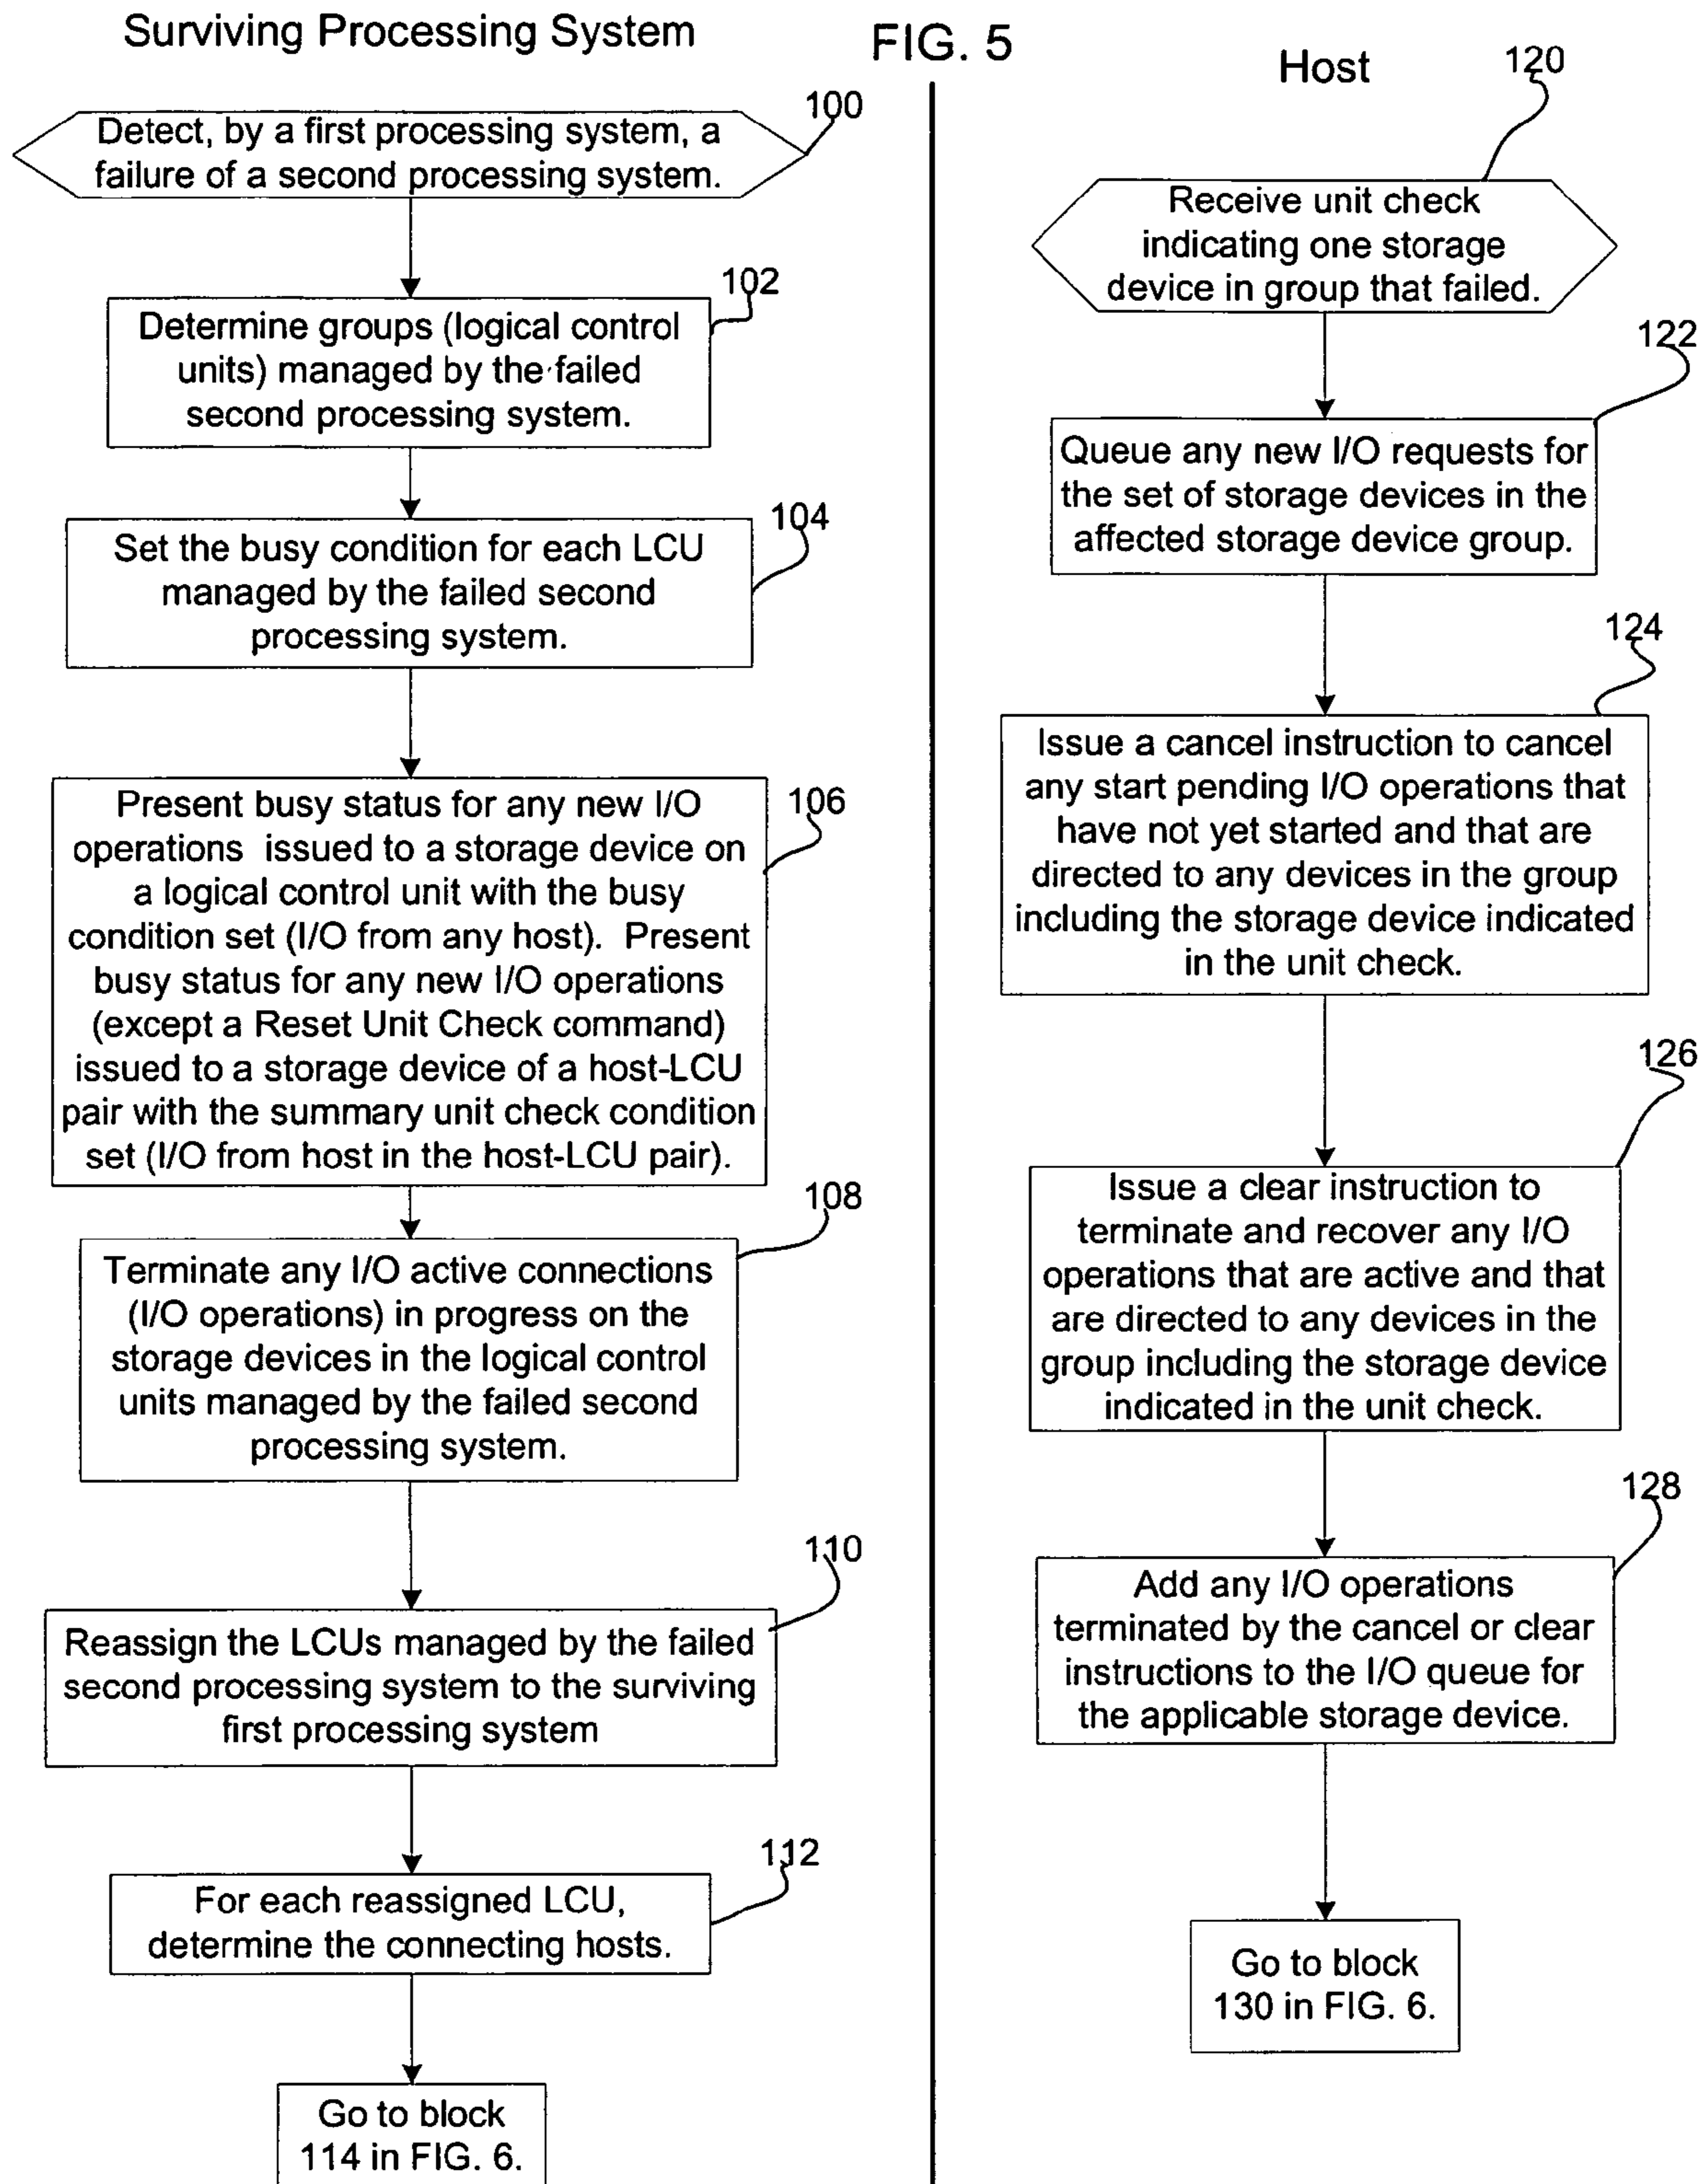 Surviving Processing System
FIG. 5
100
Detect, by a first processing system, a
failure of a second processing system.
102
Determine groups (logical control
units) managed by the failed
second processing system.
104
Set the busy condition for each LCU
managed by the failed second
processing system.
106
Present busy status for any new I/O
operations issued to a storage device on
a logical control unit with the busy
condition set (I/O from any host). Present
busy status for any new I/O operations
(except a Reset Unit Check command)
issued to a storage device of a host-LCU
pair with the summary unit check condition
set (I/O from host in the host-LCU pair).
108
Terminate any I/O active connections
(I/O operations) in progress on the
storage devices in the logical control
units managed by the failed second
processing system.
110
Reassign the LCUs managed by the failed
second processing system to the surviving
first processing system
112
For each reassigned LCU,
determine the connecting hosts.
Go to block
114 in FIG. 6.
Host
120
Receive unit check
indicating one storage
device in group that failed.
122
Queue any new I/O requests for
the set of storage devices in the
affected storage device group.
124
Issue a cancel instruction to cancel
any start pending I/O operations that
have not yet started and that are
directed to any devices in the group
including the storage device indicated
in the unit check.
126
Issue a clear instruction to
terminate and recover any I/O
operations that are active and that
are directed to any devices in the
group including the storage device
indicated in the unit check.
128
Add any I/O operations
terminated by the cancel or clear
instructions to the I/O queue for
the applicable storage device.
Go to block
130 in FIG. 6.